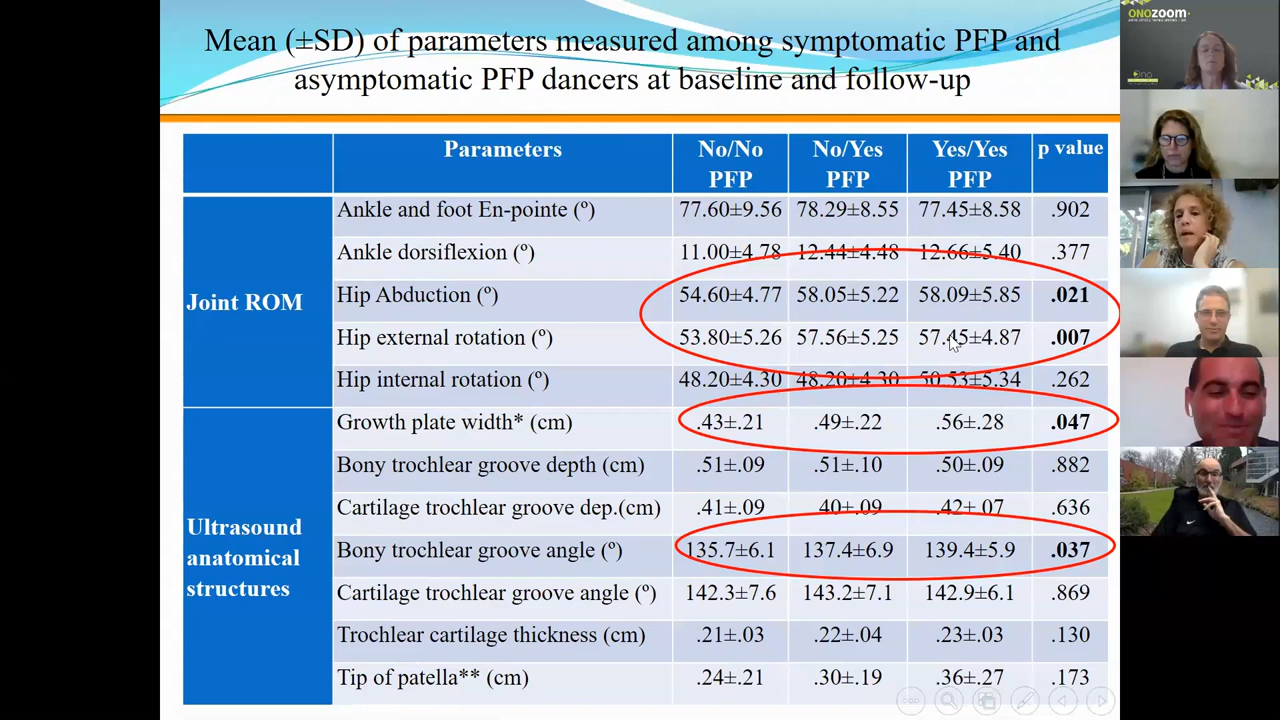 Mean (±SD) of parameters measured among symptomatic PFP and
asymptomatic PFP dancers at baseline and follow-up
Parameters No/No PFP No/Yes PFP Yes/Yes PFP p value
Joint ROM
Ankle and foot En-pointe (º) 77.60±9.56 78.29±8.55 77.45±8.58 .902
Ankle dorsiflexion (º) 11.00±4.78 12.44±4.48 12.66±5.40 .377
Hip Abduction (º) 54.60±4.77 58.05±5.22 58.09±5.85 .021
Hip external rotation (º) 53.80±5.26 57.56±5.25 57.45±4.87 .007
Hip internal rotation (º) 48.20±4.30 48.20±4.30 50.53±5.34 .262
Ultrasound
anatomical
structures
Growth plate width* (cm) .43±.21 .49±.22 .56±.28 .047
Bony trochlear groove depth (cm) .51±.09 .51±.10 .50±.09 .882
Cartilage trochlear groove dep.(cm) .41±.09 .40±.09 .42±.07 .636
Bony trochlear groove angle (º) 135.7±6.1 137.4±6.9 139.4±5.9 .037
Cartilage trochlear groove angle (º) 142.3±7.6 143.2±7.1 142.9±6.1 .869
Trochlear cartilage thickness (cm) .21±.03 .22±.04 .23±.03 .130
Tip of patella** (cm) .24±.21 .30±.19 .36±.27 .173
ONOZOOM
Ono